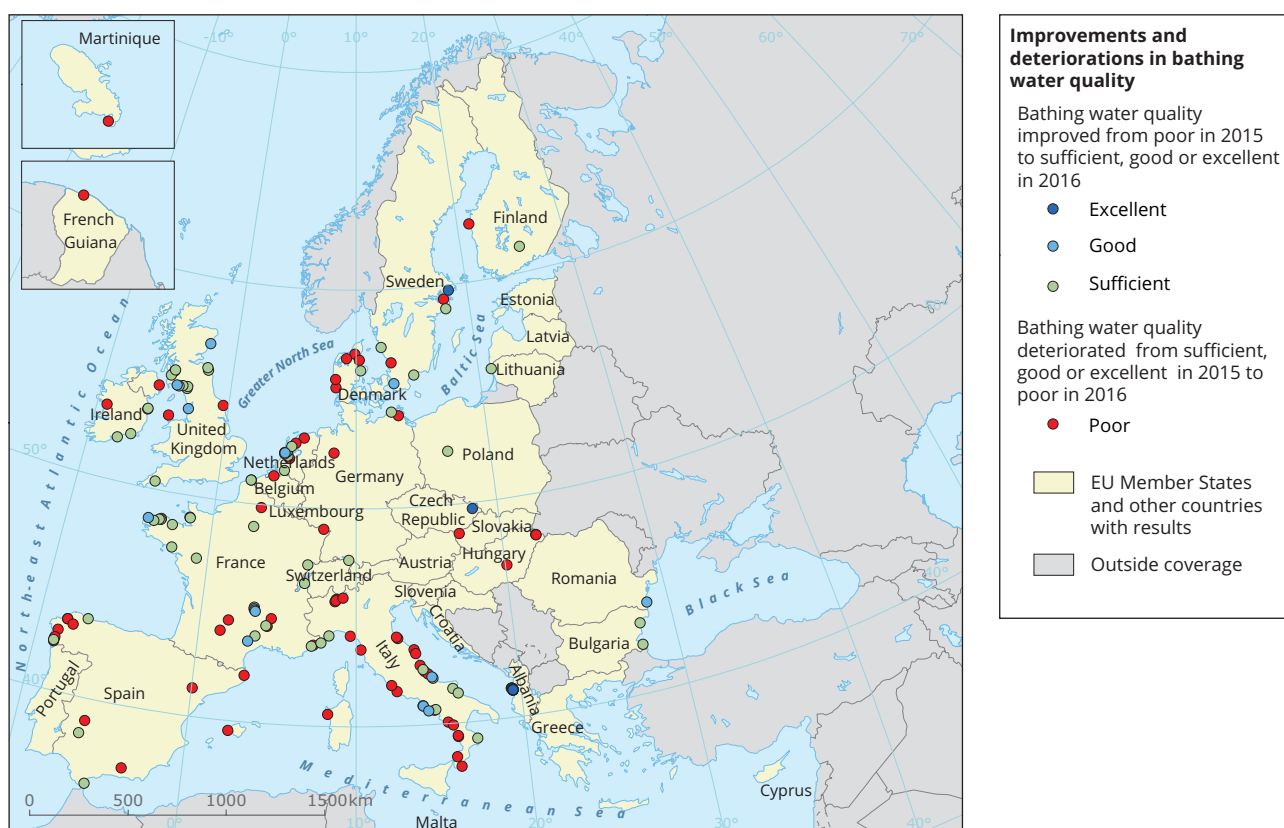 Martinique
French
Guiana
-10°
0°
10°
20°
30°
40°
50°
60°
70°
60°
50°
40°
North-east Atlantic Ocean
Greater North Sea
Baltic Sea
Finland
Sweden
Estonia
Latvia
Lithuania
Denmark
Ireland
United
Kingdom
Netherlands
Belgium
Luxembourg
Germany
Poland
Czech
Republic
Slovakia
France
Switzerland
Austria
Hungary
Slovenia
Croatia
Romania
Bulgaria
Black Sea
Italy
Albania
Greece
Portugal
Spain
40°
Mediterranean Sea
Cyprus
Malta
0
500
1000
1500km
0°
10°
20°
30°
40°
Improvements and
deteriorations in bathing
water quality
Bathing water quality
improved from poor in 2015
to sufficient, good or excellent
in 2016
Excellent
Good
Sufficient
Bathing water quality
deteriorated from sufficient,
good or excellent in 2015 to
poor in 2016
Poor
EU Member States
and other countries
with results
Outside coverage